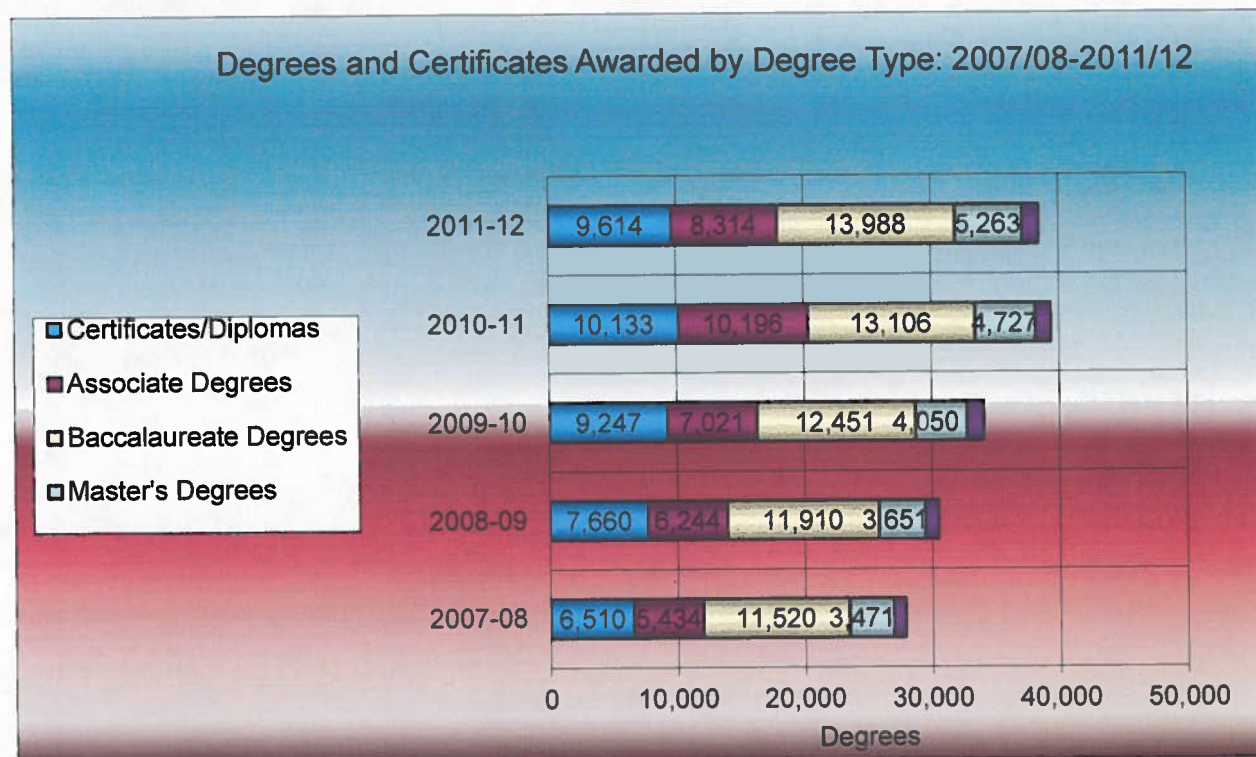 Degrees and Certificates Awarded by Degree Type: 2007/08-2011/12
2011-12 9,614 8,314 13,988 5,263
2010-11 10,133 10,196 13,106 4,727
2009-10 9,247 7,021 12,451 4,050
2008-09 7,660 6,244 11,910 3,651
2007-08 6,510 5,434 11,520 3,471
0 10,000 20,000 30,000 40,000 50,000
Degrees
Certificates/Diplomas
Associate Degrees
Baccalaureate Degrees
Master's Degrees